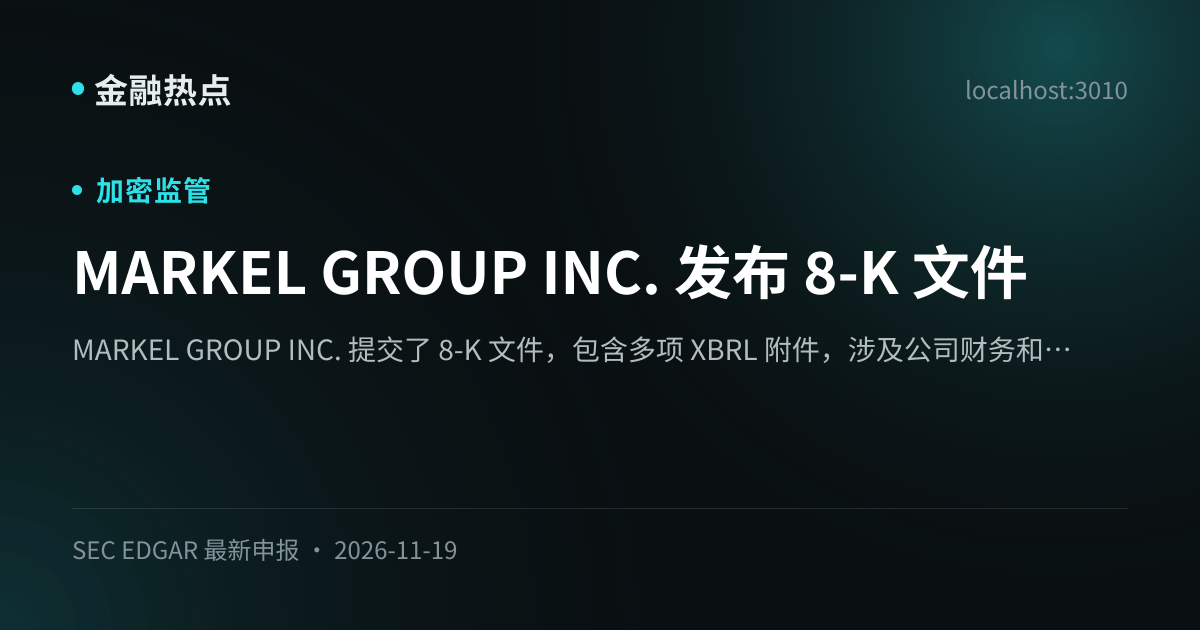 金融热点
localhost:3010
加密监管
MARKEL GROUP INC. 发布 8-K 文件
MARKEL GROUP INC. 提交了 8-K 文件，包含多项 XBRL 附件，涉及公司财务和…
SEC EDGAR 最新申报 · 2026-11-19